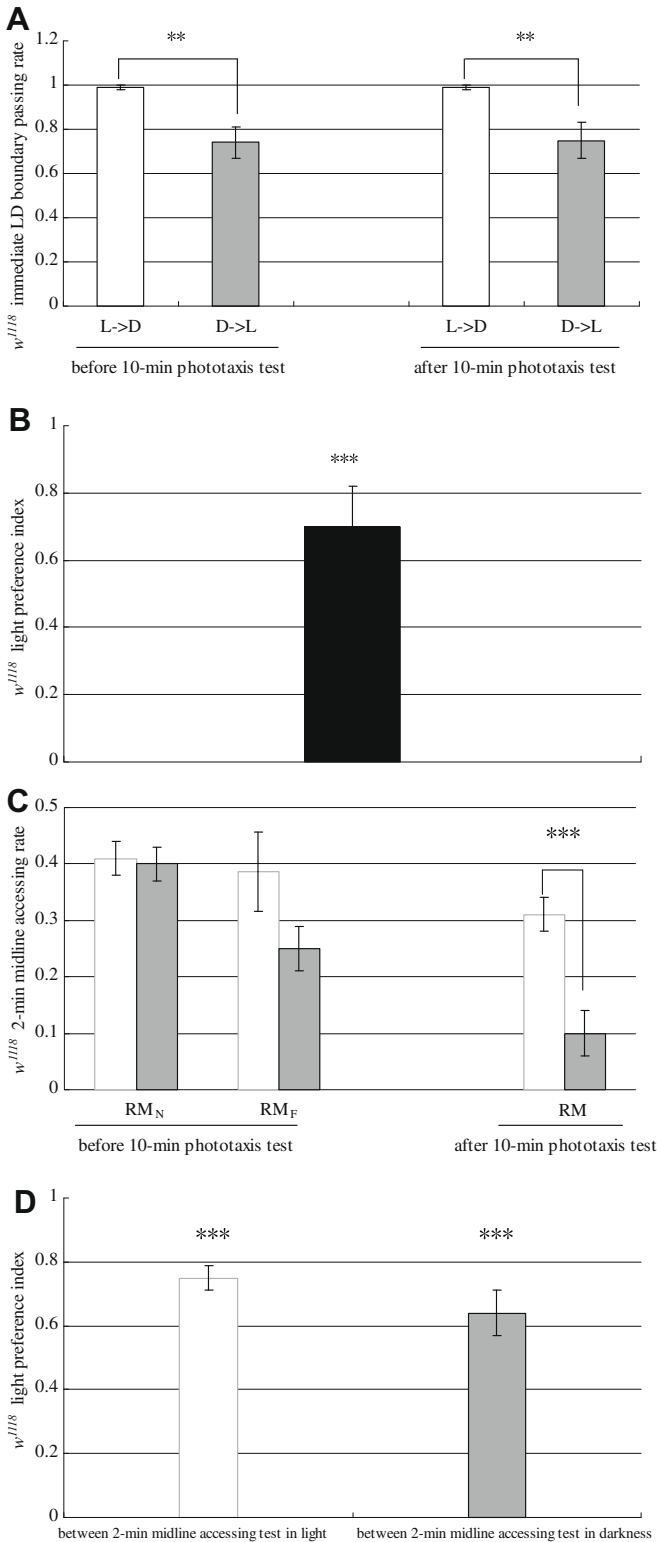 A
w1118 immediate LD boundary passing rate
1.2
1
0.8
0.6
0.4
0.2
0
**
**
L->D
D->L
L->D
D->L
before 10-min phototaxis test
after 10-min phototaxis test
B
w1118 light preference index
1
0.8
0.6
0.4
0.2
0
***
C
w1118 2-min midline accessing rate
0.5
0.4
0.3
0.2
0.1
0
***
RMN
RMF
RM
before 10-min phototaxis test
after 10-min phototaxis test
D
w1118 light preference index
1
0.8
0.6
0.4
0.2
0
***
***
between 2-min midline accessing test in light
between 2-min midline accessing test in darkness